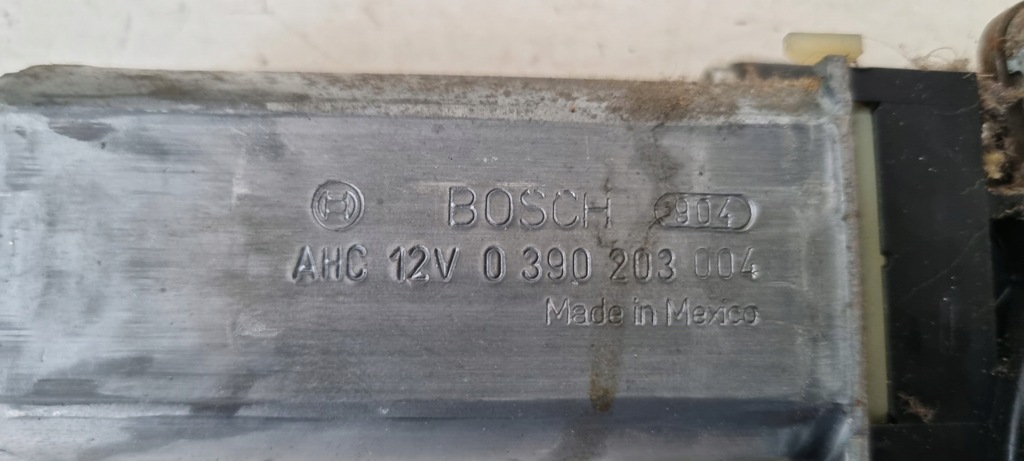 BOSCH 904
AHC 12V 0 390 203 004
Made in Mexico